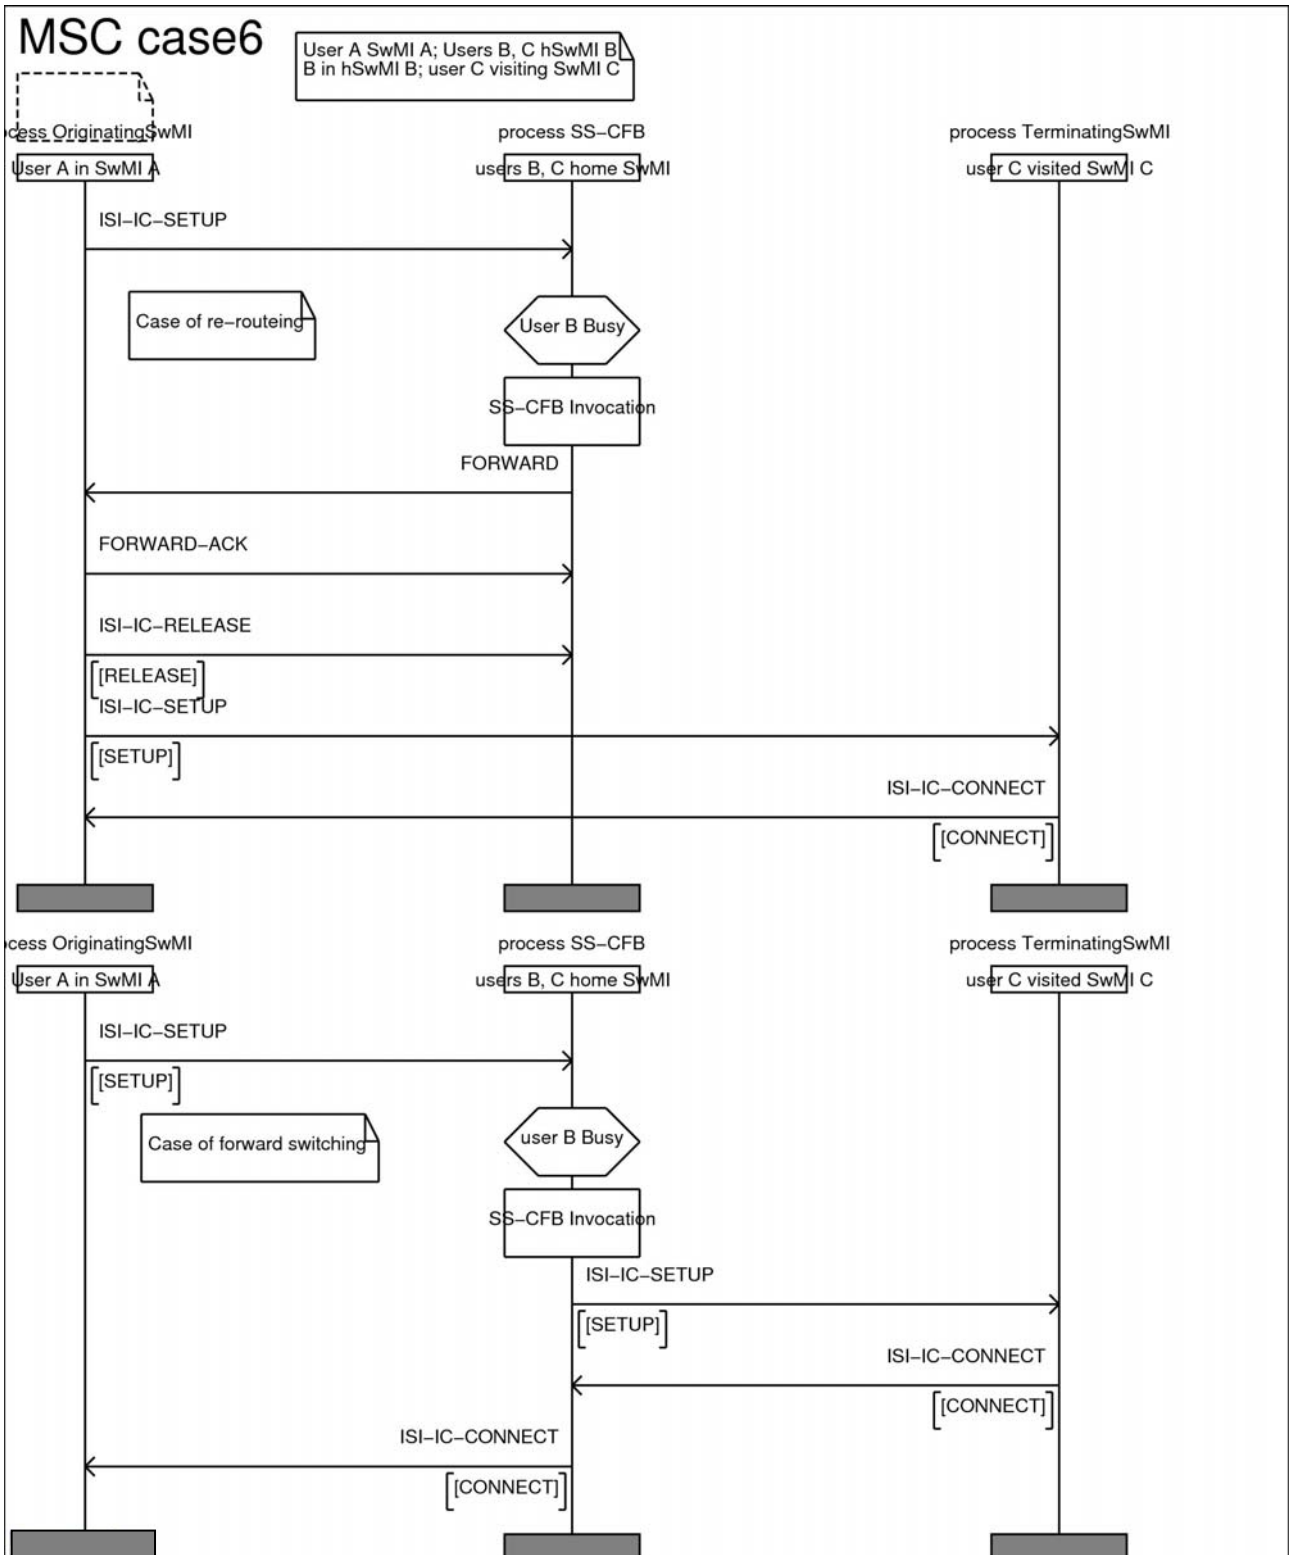 MSC case6
User A SwMI A; Users B, C hSwMI B
B in hSwMI B; user C visiting SwMI C
cess OriginatingSwMI
process SS–CFB
process TerminatingSwMI
User A in SwMI A
users B, C home SwMI
user C visited SwMI C
ISI–IC–SETUP
Case of re–routeing
User B Busy
SS–CFB Invocation
FORWARD
FORWARD–ACK
ISI–IC–RELEASE
[RELEASE]
ISI–IC–SETUP
[SETUP]
ISI–IC–CONNECT
[CONNECT]
cess OriginatingSwMI
process SS–CFB
process TerminatingSwMI
User A in SwMI A
users B, C home SwMI
user C visited SwMI C
ISI–IC–SETUP
[SETUP]
Case of forward switching
user B Busy
SS–CFB Invocation
ISI–IC–SETUP
[SETUP]
ISI–IC–CONNECT
[CONNECT]
ISI–IC–CONNECT
[CONNECT]